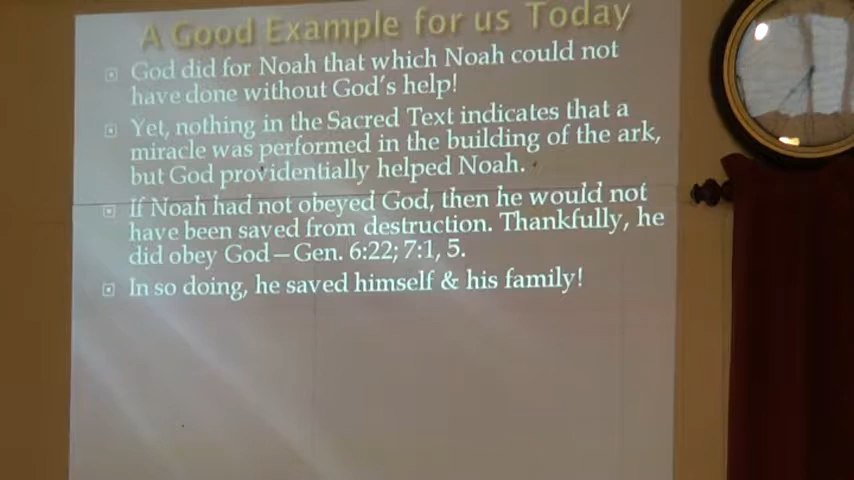 A Good Example for us Today
God did for Noah that which Noah could not
have done without God's help!
Yet, nothing in the Sacred Text indicates that a
miracle was performed in the building of the ark,
but God providentially helped Noah.
If Noah had not obeyed God, then he would not
have been saved from destruction. Thankfully, he
did obey God—Gen. 6:22; 7:1, 5.
In so doing, he saved himself & his family!